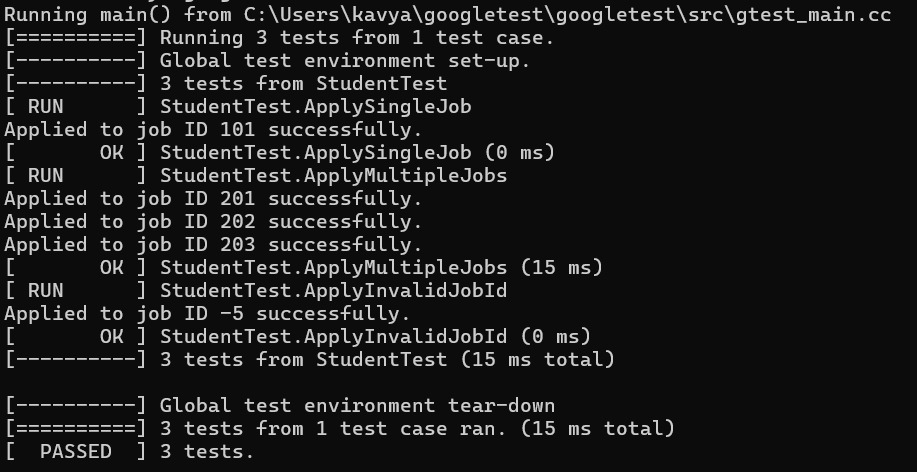 Running main() from C:\Users\kavya\googletest\googletest\src\gtest_main.cc
[==========] Running 3 tests from 1 test case.
[----------] Global test environment set-up.
[----------] 3 tests from StudentTest
[ RUN      ] StudentTest.ApplySingleJob
Applied to job ID 101 successfully.
[       OK ] StudentTest.ApplySingleJob (0 ms)
[ RUN      ] StudentTest.ApplyMultipleJobs
Applied to job ID 201 successfully.
Applied to job ID 202 successfully.
Applied to job ID 203 successfully.
[       OK ] StudentTest.ApplyMultipleJobs (15 ms)
[ RUN      ] StudentTest.ApplyInvalidJobId
Applied to job ID -5 successfully.
[       OK ] StudentTest.ApplyInvalidJobId (0 ms)
[----------] 3 tests from StudentTest (15 ms total)

[----------] Global test environment tear-down
[==========] 3 tests from 1 test case ran. (15 ms total)
[  PASSED  ] 3 tests.